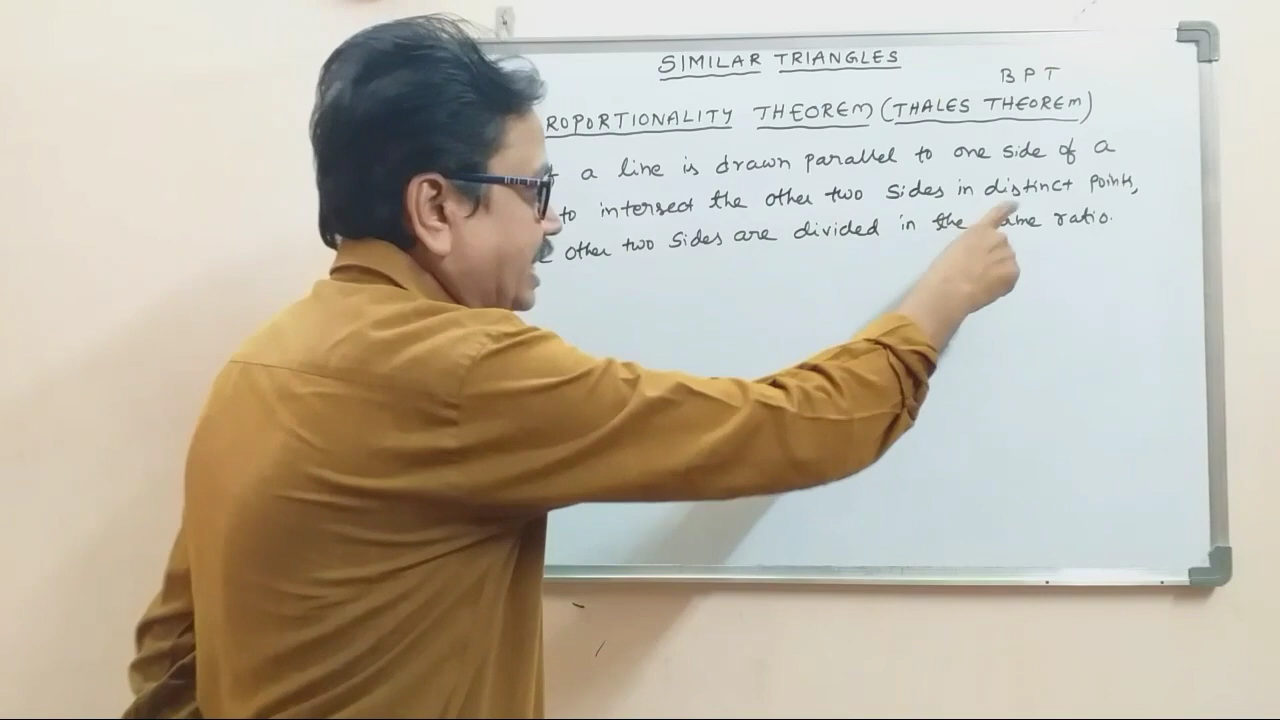 SIMILAR TRIANGLES
B P T
ROPORTIONALITY THEOREM (THALES THEOREM)
a line is drawn parallel to one side of a
to intersect the other two sides in distinct points,
other two sides are divided in the ame ratio.